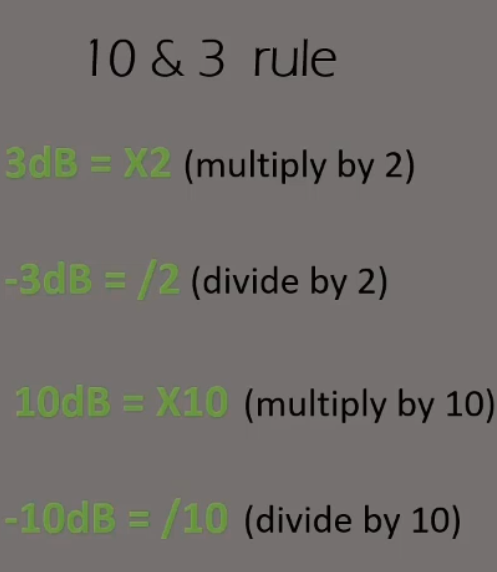 10 & 3 rule
3dB = X2 (multiply by 2)
-3dB = /2 (divide by 2)
10dB = X10 (multiply by 10)
-10dB = /10 (divide by 10)